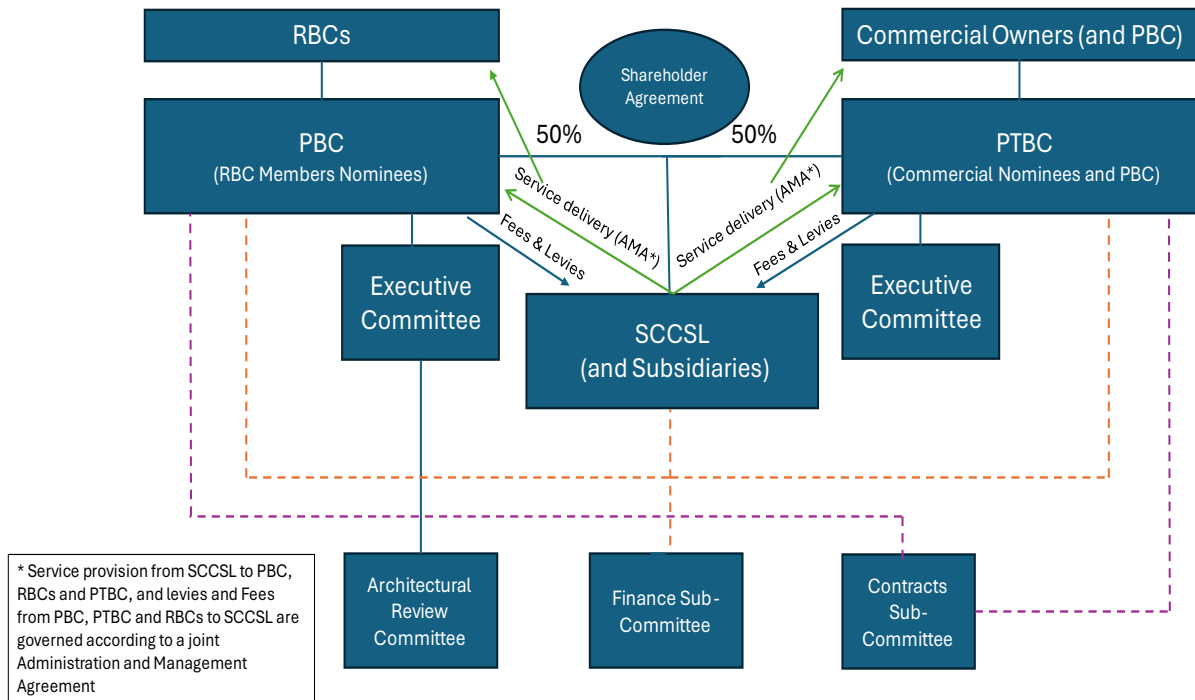 RBCs
Commercial Owners (and PBC)
Shareholder
Agreement
PBC
(RBC Members Nominees)
50%
50%
PTBC
(Commercial Nominees and PBC)
Service delivery (AMA*)
Fees & Levies
Service delivery (AMA*)
Fees & Levies
Executive
Committee
SCCSL
(and Subsidiaries)
Executive
Committee
Architectural
Review
Committee
Finance Sub-
Committee
Contracts
Sub-
Committee
* Service provision from SCCSL to PBC,
RBCs and PTBC, and levies and Fees
from PBC, PTBC and RBCs to SCCSL are
governed according to a joint
Administration and Management
Agreement